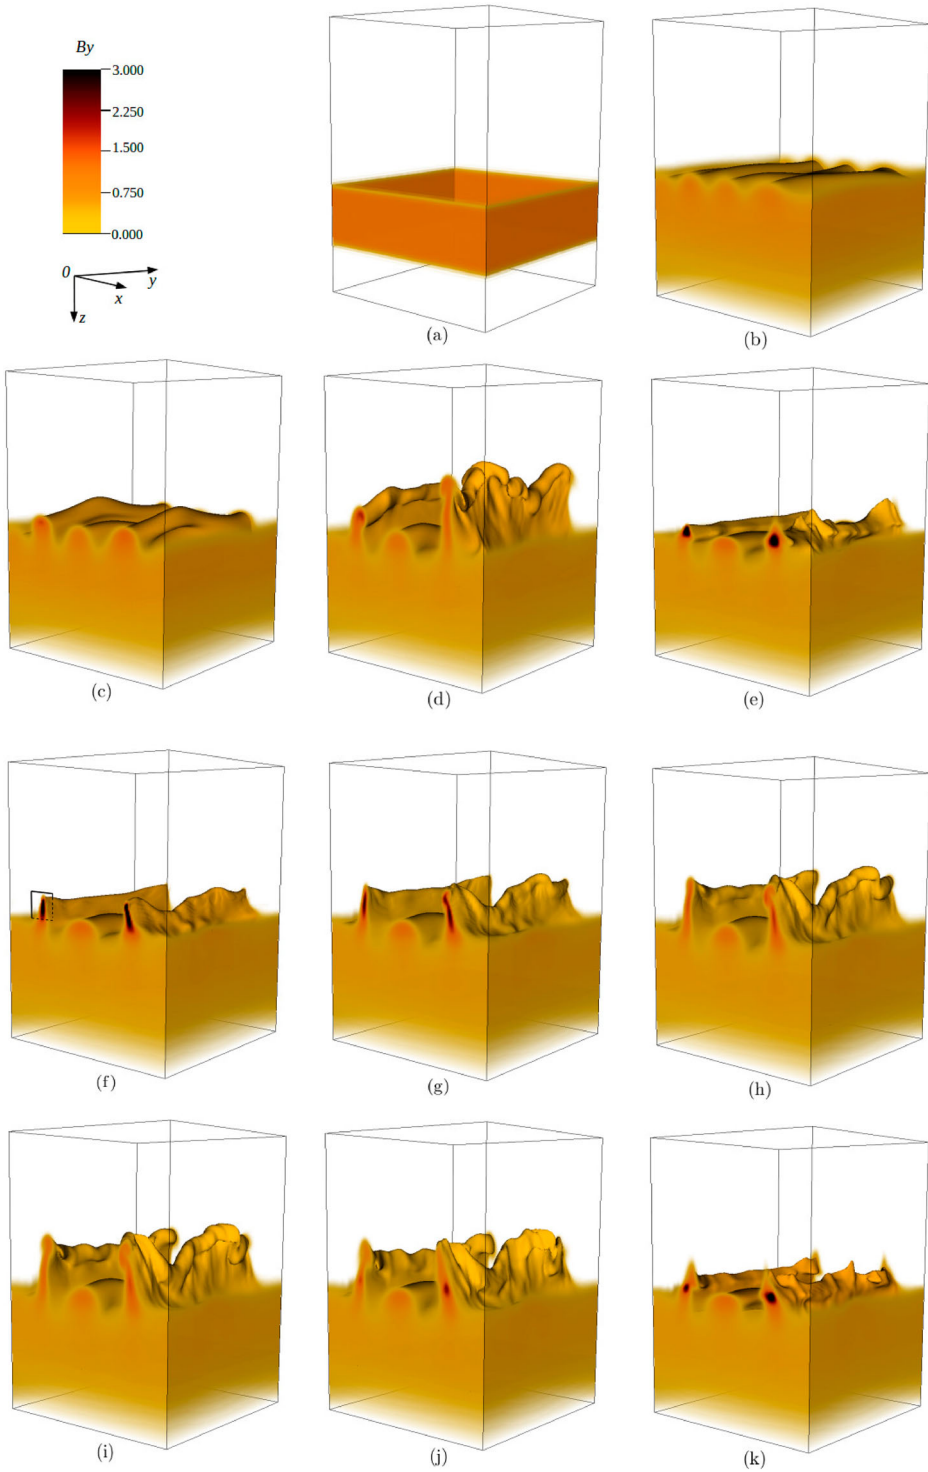 By
3.000
2.250
1.500
0.750
0.000
0
y
x
z
(a)
(b)
(c)
(d)
(e)
(f)
(g)
(h)
(i)
(j)
(k)